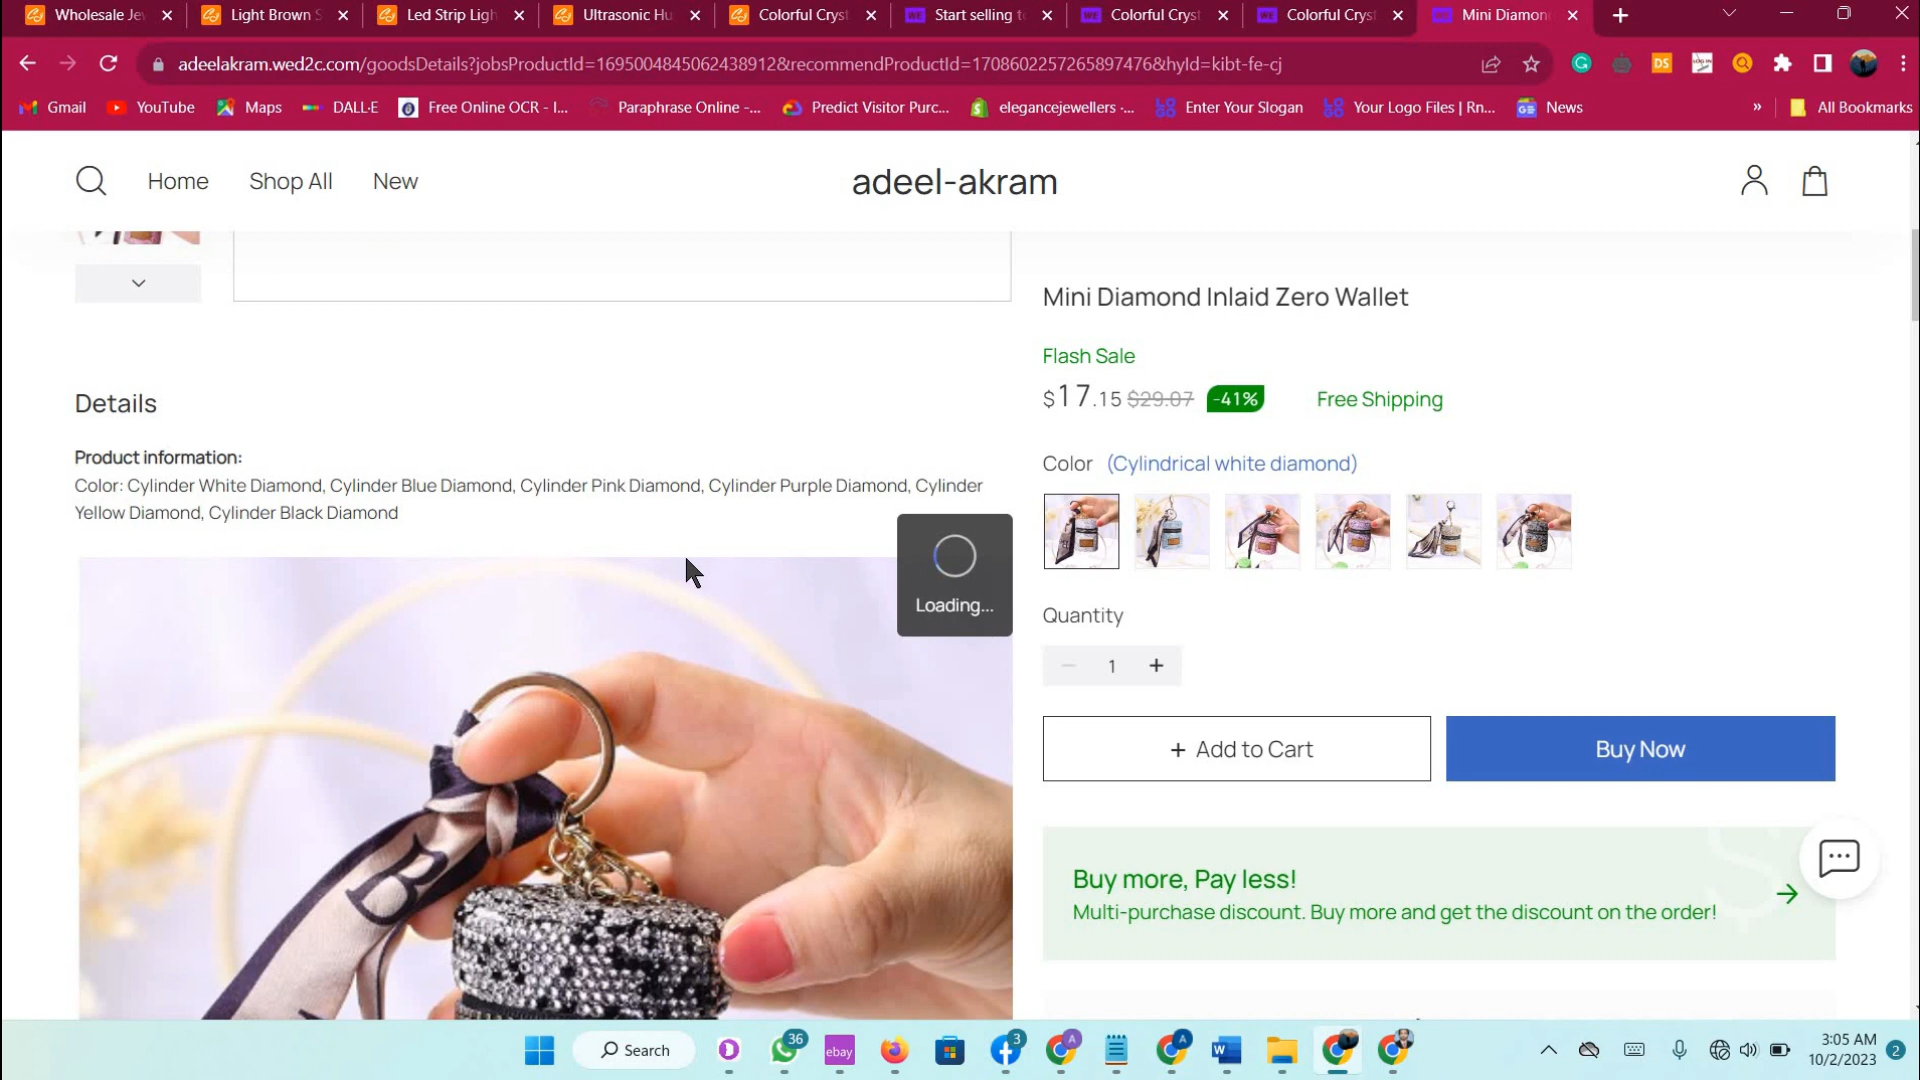 Wholesale Je
Light Brown S
Led Strip Ligh
Ultrasonic Hu
Colorful Cryst
Start selling t
Colorful Cryst
Colorful Cryst
Mini Diamon
adeelakram.wed2c.com/goodsDetails?jobsProductId=1695004845062438912&recommendProductId=1708602257265897476&hyId=kibt-fe-cj
Gmail
YouTube
Maps
DALL·E
Free Online OCR - I...
Paraphrase Online -...
Predict Visitor Purc...
elegancejewellers ·...
Enter Your Slogan
Your Logo Files | Rn...
News
»
All Bookmarks
Home
Shop All
New
adeel-akram
Mini Diamond Inlaid Zero Wallet
Flash Sale
$17.15 $29.07 -41% Free Shipping
Details
Product information:
Color: Cylinder White Diamond, Cylinder Blue Diamond, Cylinder Pink Diamond, Cylinder Purple Diamond, Cylinder
Yellow Diamond, Cylinder Black Diamond
Color (Cylindrical white diamond)
Loading...
Quantity
− 1 +
+ Add to Cart
Buy Now
B
Buy more, Pay less!
Multi-purchase discount. Buy more and get the discount on the order!
Search
36
ebay
3
A
A
W
3:05 AM
10/2/2023
2